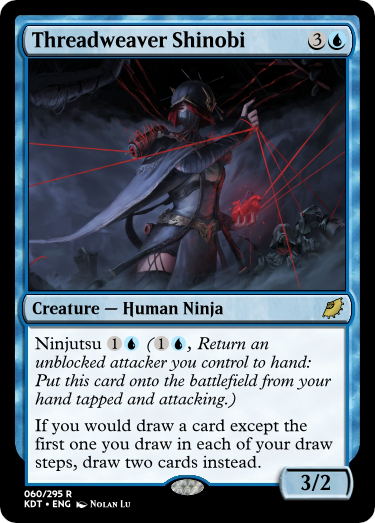 Threadweaver Shinobi 3
Creature — Human Ninja
Ninjutsu 1 (1, Return an
unblocked attacker you control to hand:
Put this card onto the battlefield from your
hand tapped and attacking.)
If you would draw a card except the
first one you draw in each of your draw
steps, draw two cards instead.
3/2
060/295 R
KDT • ENG Nolan Lu